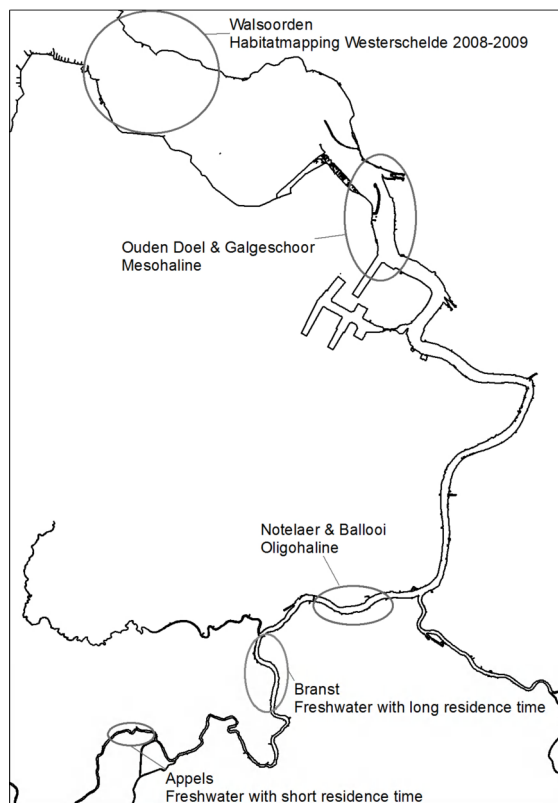 Walsoorden
Habitatmapping Westerschelde 2008-2009
Ouden Doel & Galgeschoor
Mesohaline
Notelaer & Ballooi
Oligohaline
Branst
Freshwater with long residence time
Appels
Freshwater with short residence time